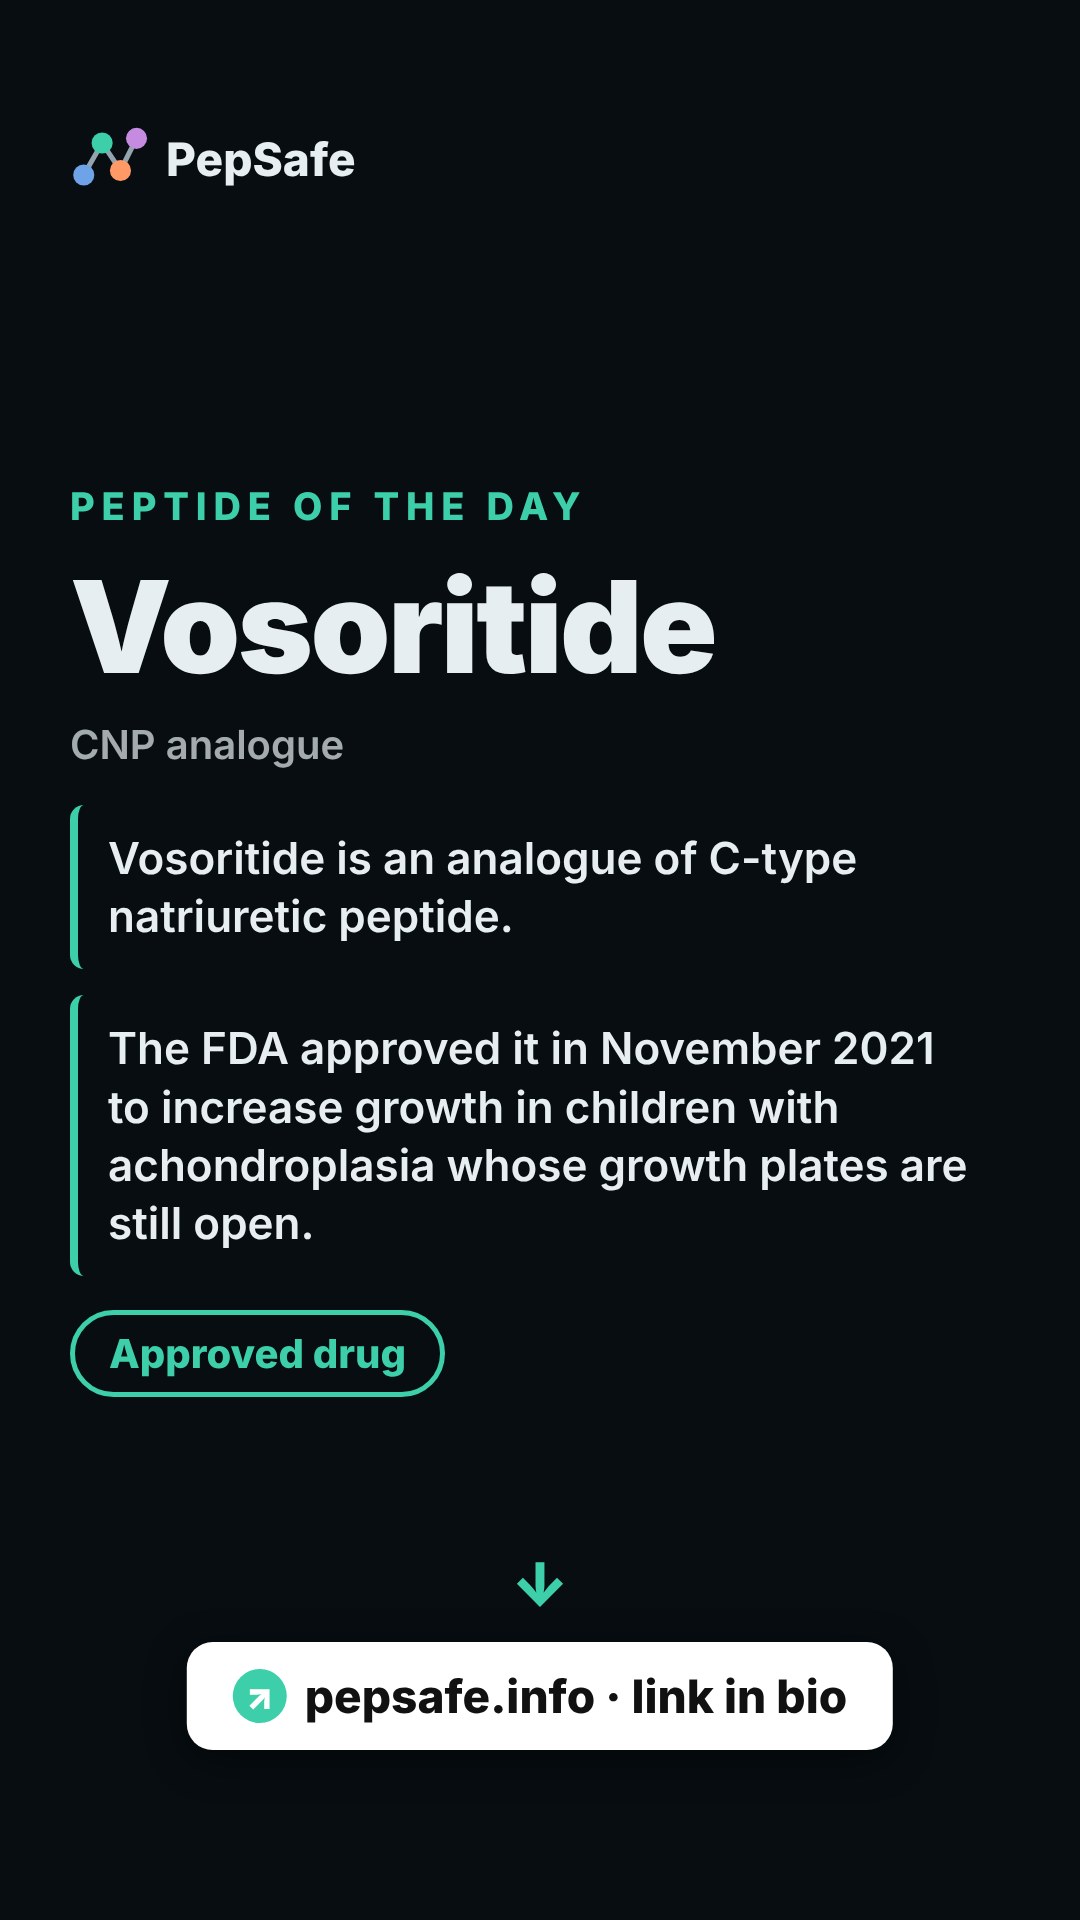 PepSafe
PEPTIDE OF THE DAY
Vosoritide
CNP analogue
Vosoritide is an analogue of C-type
natriuretic peptide.
The FDA approved it in November 2021
to increase growth in children with
achondroplasia whose growth plates are
still open.
Approved drug
pepsafe.info · link in bio